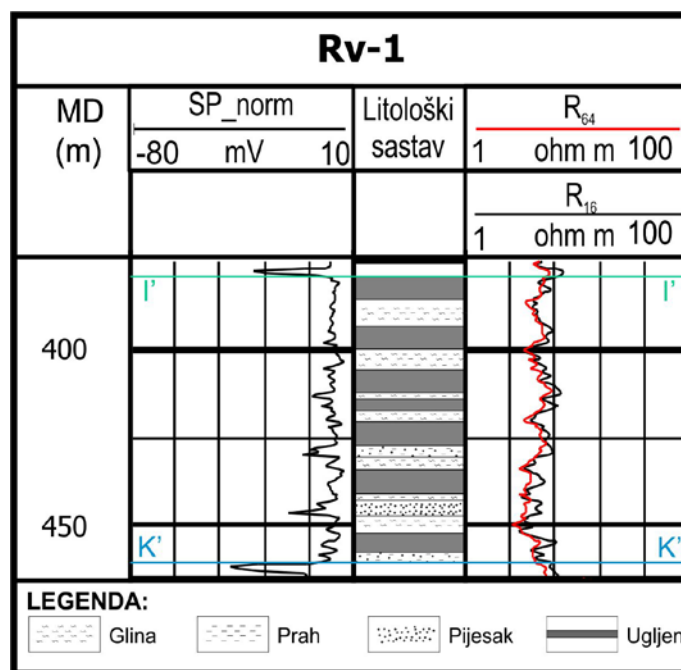 Rv-1
MD
(m)
SP_norm
-80 mV 10
Litološki
sastav
R64
1 ohm m 100
R16
1 ohm m 100
I' I'
400
450
K' K'
LEGENDA:
Glina Prah Pijesak Ugljen